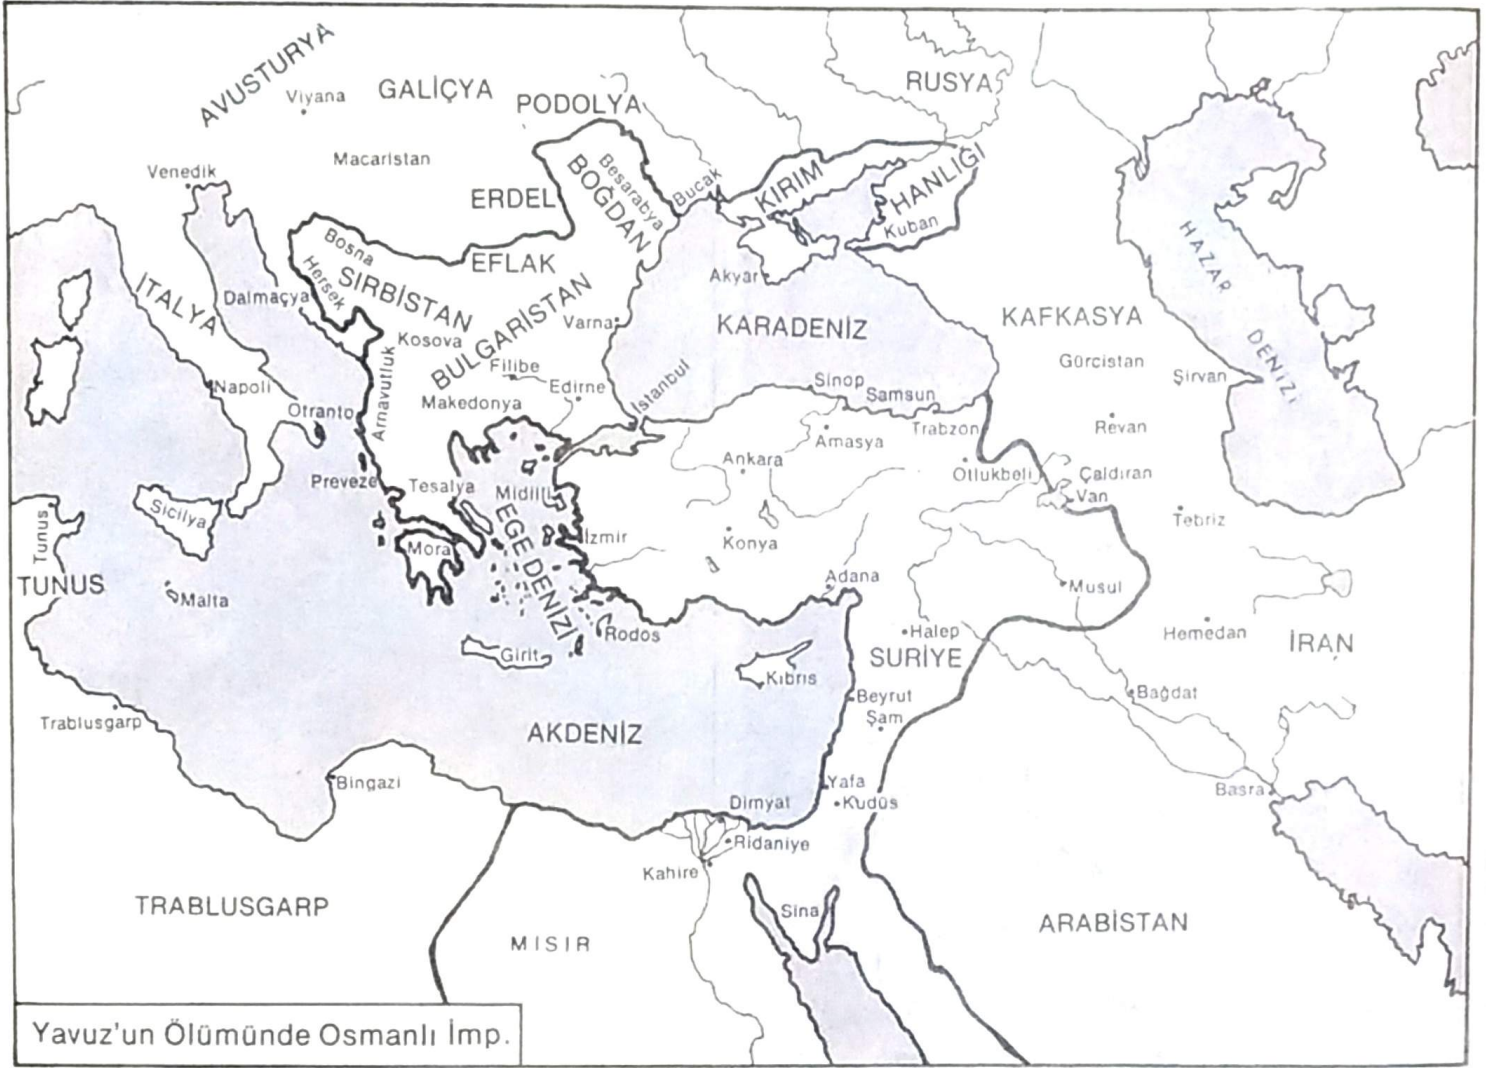 AVUSTURYA
Viyana
GALİÇYA
PODOLYA
RUSYA
Macaristan
Venedik
ERDEL
BOĞDAN
Besarabya
Bucak
KIRIM
HANLIĞI
Kuban
Bosna
Hersek
SIRBİSTAN
EFLAK
BULGARİSTAN
Akyar
HAZAR
DENİZİ
İTALYA
Dalmaçya
Kosova
Varna
KARADENİZ
KAFKASYA
Gürcistan
Şirvan
Napoli
Otranto
Arnavutluk
Filibe
Edirne
İstanbul
Makedonya
Sinop
Samsun
Trabzon
Amasya
Revan
Ankara
Otlukbeli
Çaldıran
Van
Preveze
Tesalya
Midilli
EGE DENİZİ
İzmir
Konya
Tebriz
Sicilya
Tunus
TUNUS
Mora
Malta
Adana
Musul
Rodos
Girit
Halep
SURİYE
Hemedan
İRAN
Kıbrıs
Beyrut
Şam
Bağdat
Trablusgarp
AKDENİZ
Bingazi
Yafa
Kudüs
Basra
Dimyat
Ridaniye
Kahire
Sina
TRABLUSGARP
MISIR
ARABİSTAN
Yavuz'un Ölümünde Osmanlı İmp.